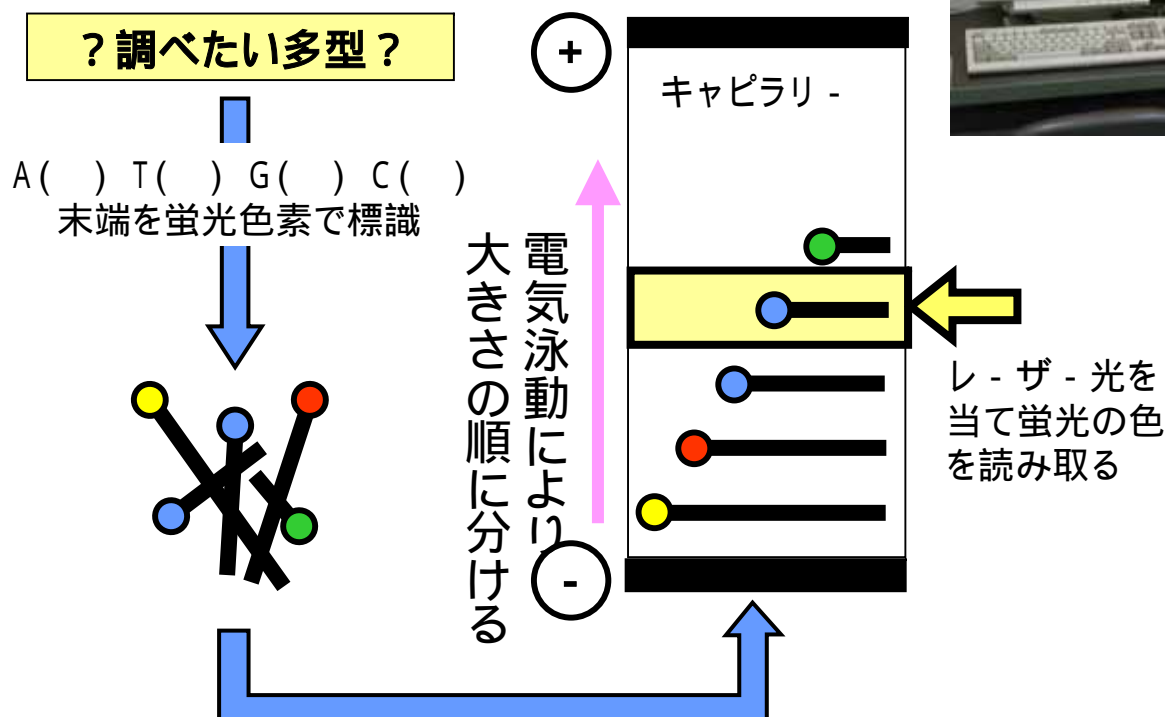 ？調べたい多型？
A(　) T(　) G(　) C(　)
末端を蛍光色素で標識
電気泳動により
大きさの順に分ける
+
キャピラリ-
-
レ-ザ-光を
当て蛍光の色
を読み取る